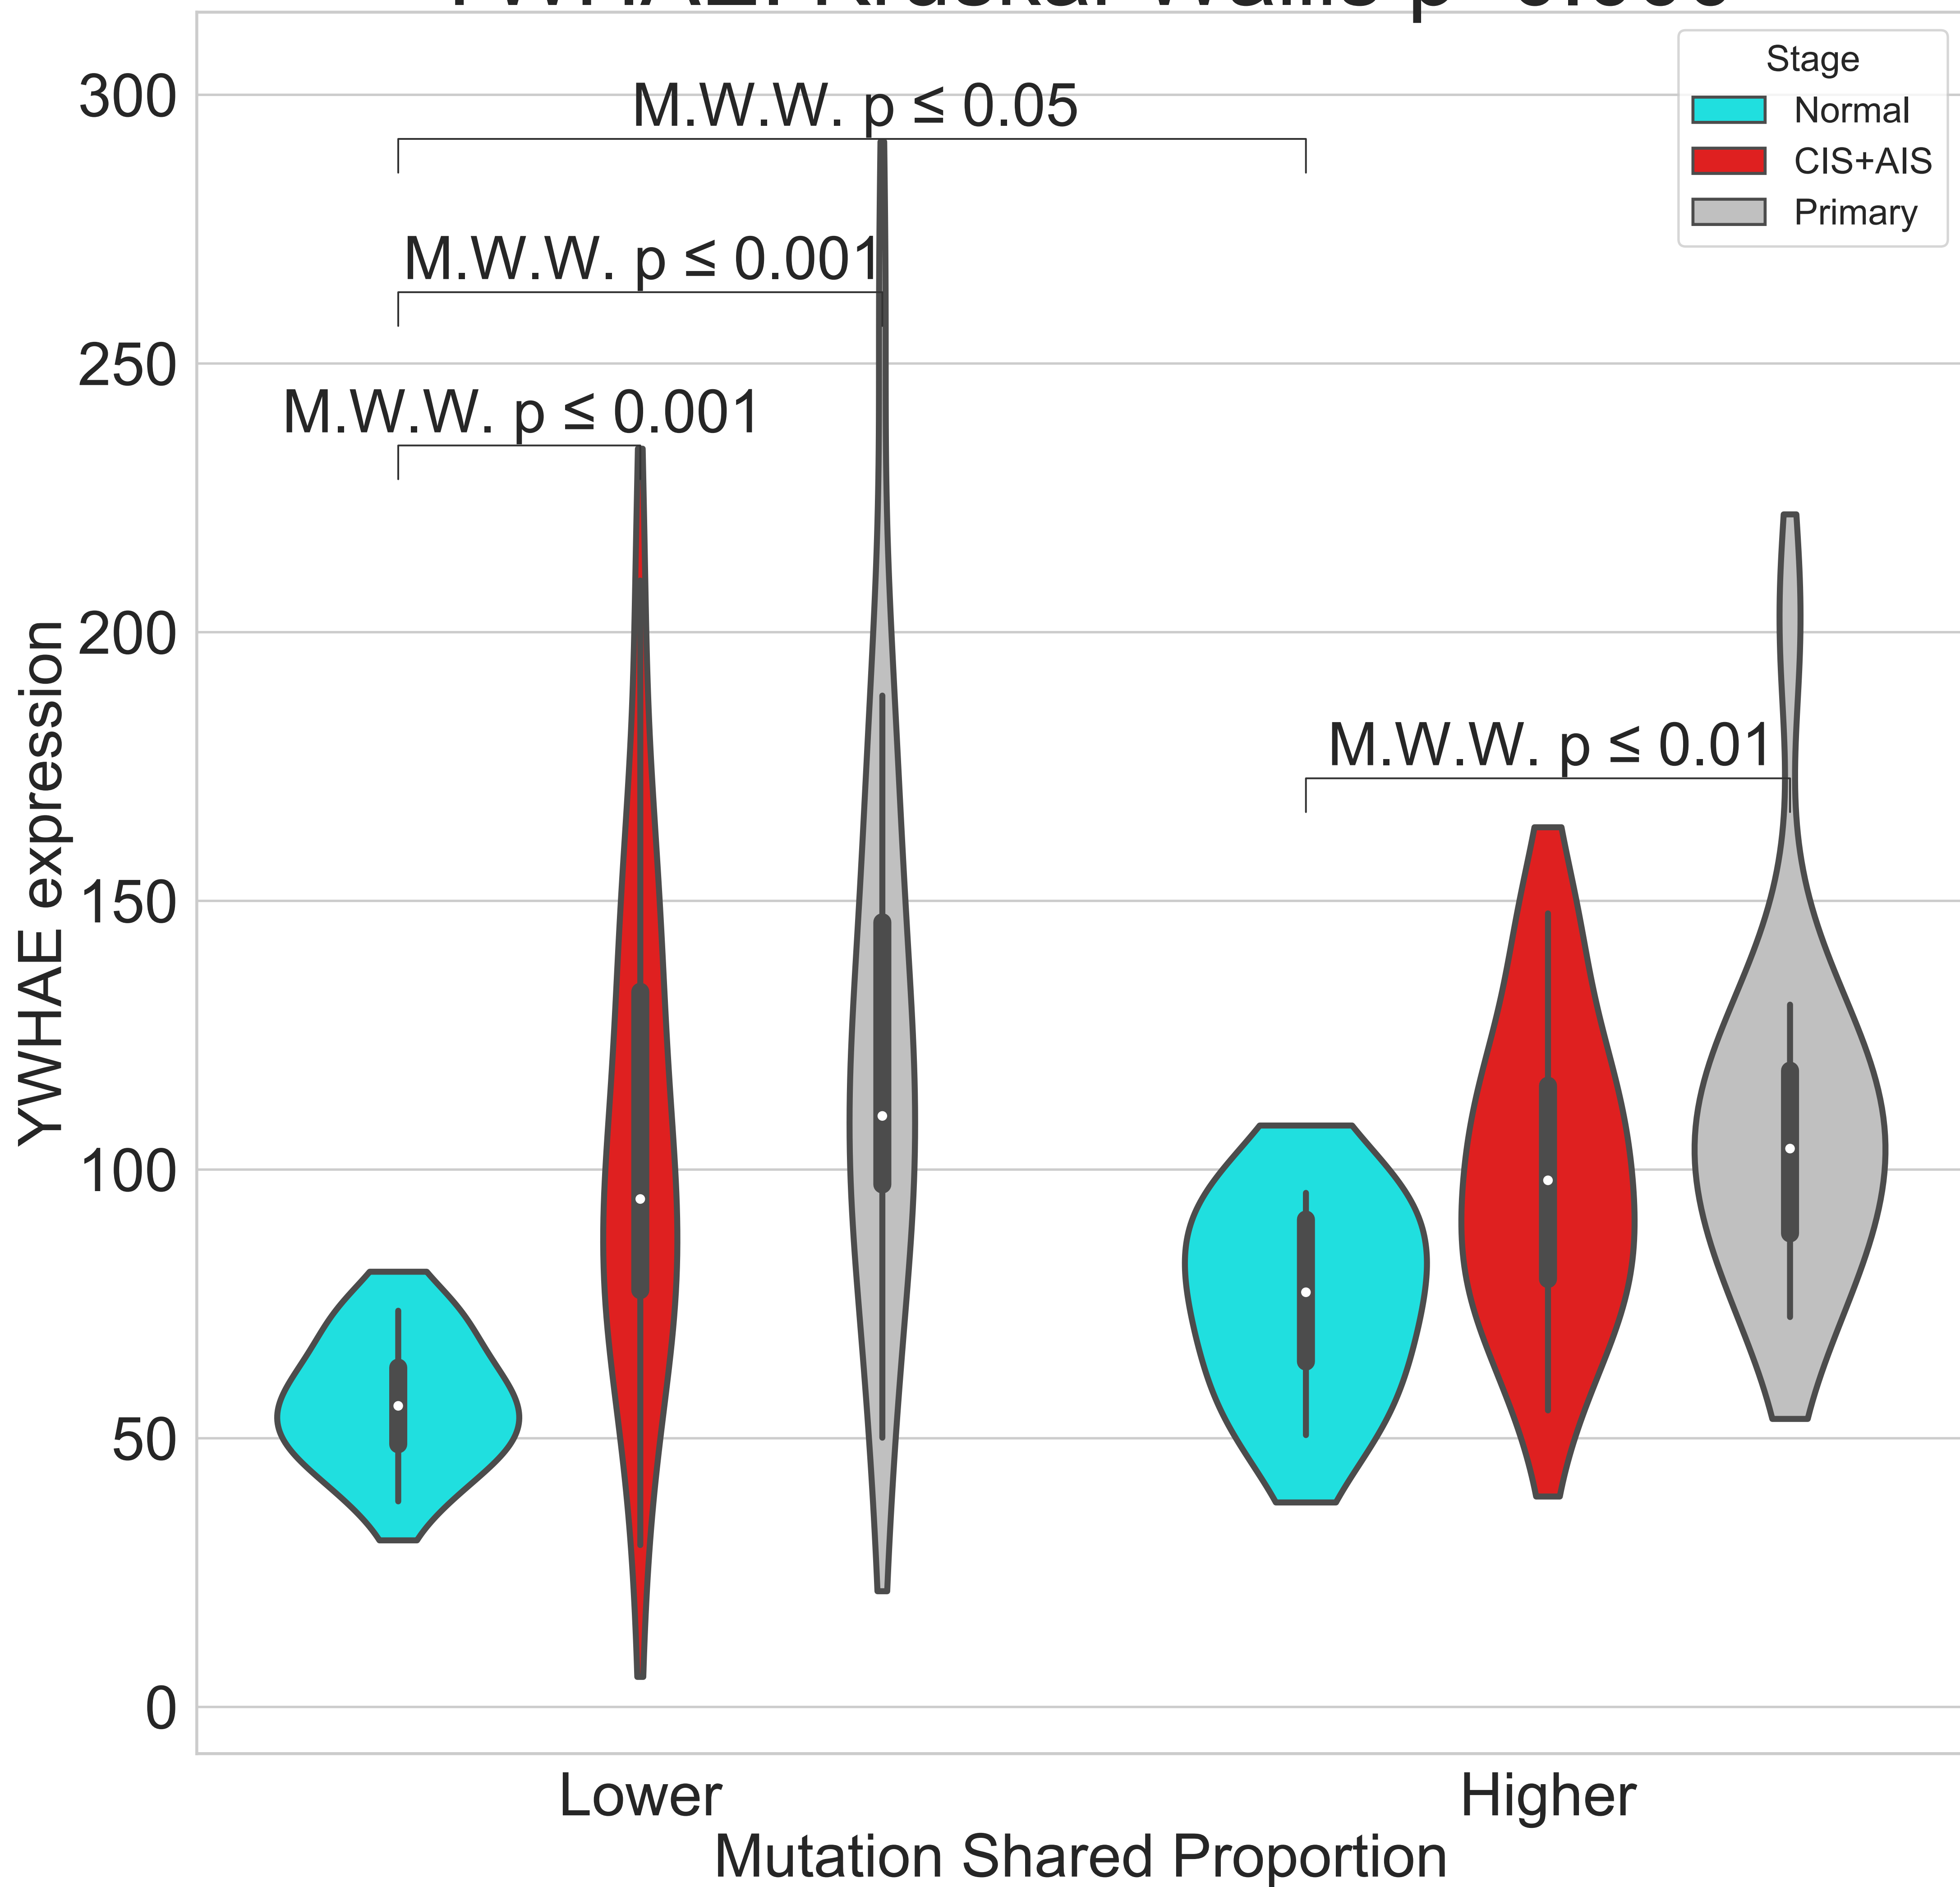 300
250
200
150
100
50
0
YWHAE expression
M.W.W. p ≤ 0.05
M.W.W. p ≤ 0.001
M.W.W. p ≤ 0.001
M.W.W. p ≤ 0.01
Stage
Normal
CIS+AIS
Primary
Lower
Higher
Mutation Shared Proportion